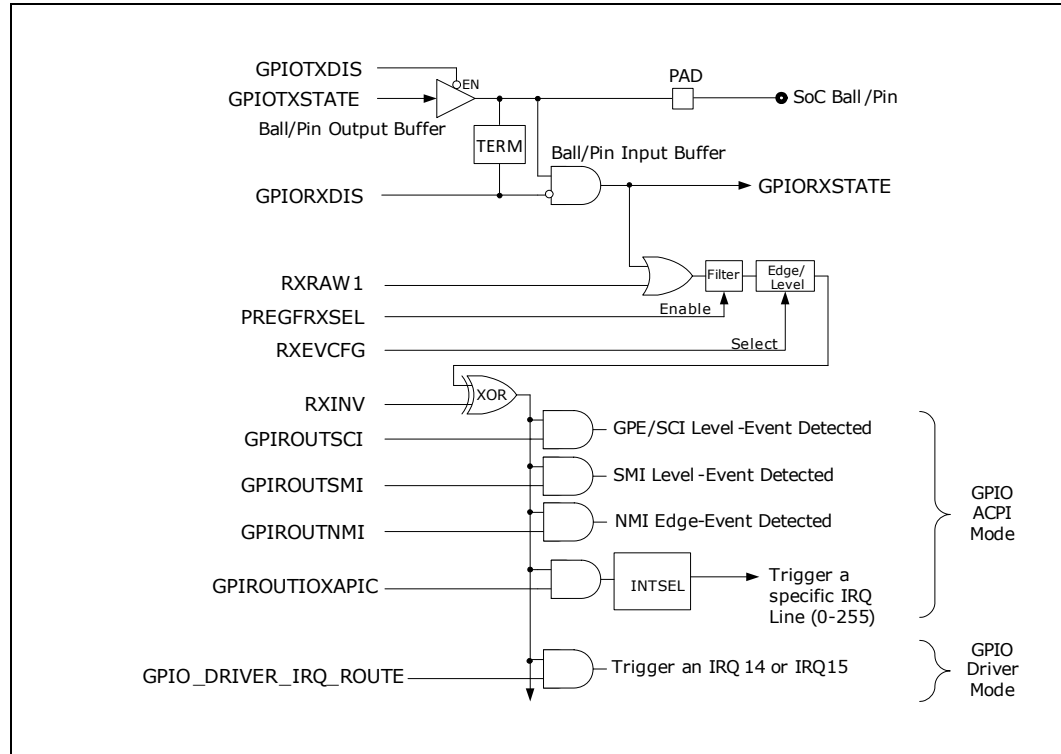 GPIOTXDIS
EN
PAD
GPIOTXSTATE
SoC Ball/Pin
Ball/Pin Output Buffer
TERM
Ball/Pin Input Buffer
GPIORXDIS
GPIORXSTATE
RXRAW1
Filter
Edge/
Level
PREGFRXSEL
Enable
RXEVCFG
Select
RXINV
XOR
GPIROUTSCI
GPE/SCI Level-Event Detected
GPIROUTSMI
SMI Level-Event Detected
GPIROUTNMI
NMI Edge-Event Detected
GPIO
ACPI
Mode
GPIROUTIOXAPIC
INTSEL
Trigger a
specific IRQ
Line (0-255)
GPIO_DRIVER_IRQ_ROUTE
Trigger an IRQ14 or IRQ15
GPIO
Driver
Mode